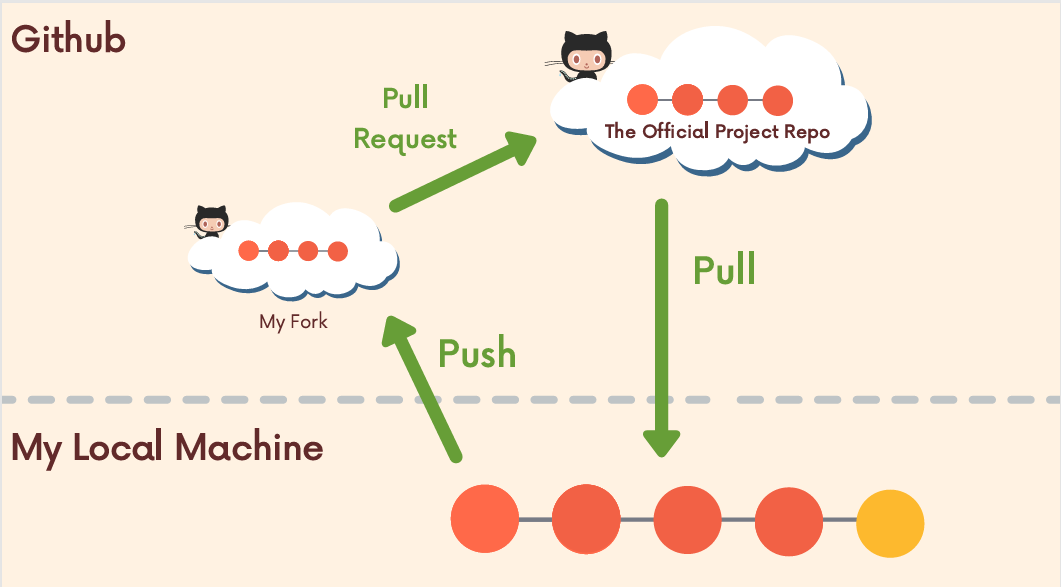 Github
Pull
Request
The Official Project Repo
Pull
My Fork
Push
My Local Machine